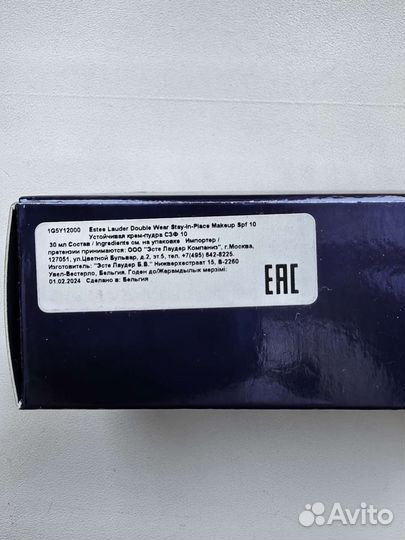 1G5Y12000 Estee Lauder Double Wear Stay-in-Place Makeup Spf 10
Устойчивая крем-пудра СЗФ 10
30 мл Состав / Ingrediente см. на упаковке Импортер /
претензии принимаются: ООО "Эсте Лаудер Компаниз", г.Москва,
127051, ул.Цветной Бульвар, д.2, эт.5, тел. +7(495) 642-8225.
Изготовитель: "Эсте Лаудер Б.В." Нижверхестраат 15, B-2260
Увел-Вестерло, Бельгия. Годен до/Жарамдылық мерзімі:
01.02.2024 Сделано в: Бельгия
EAC
Avito